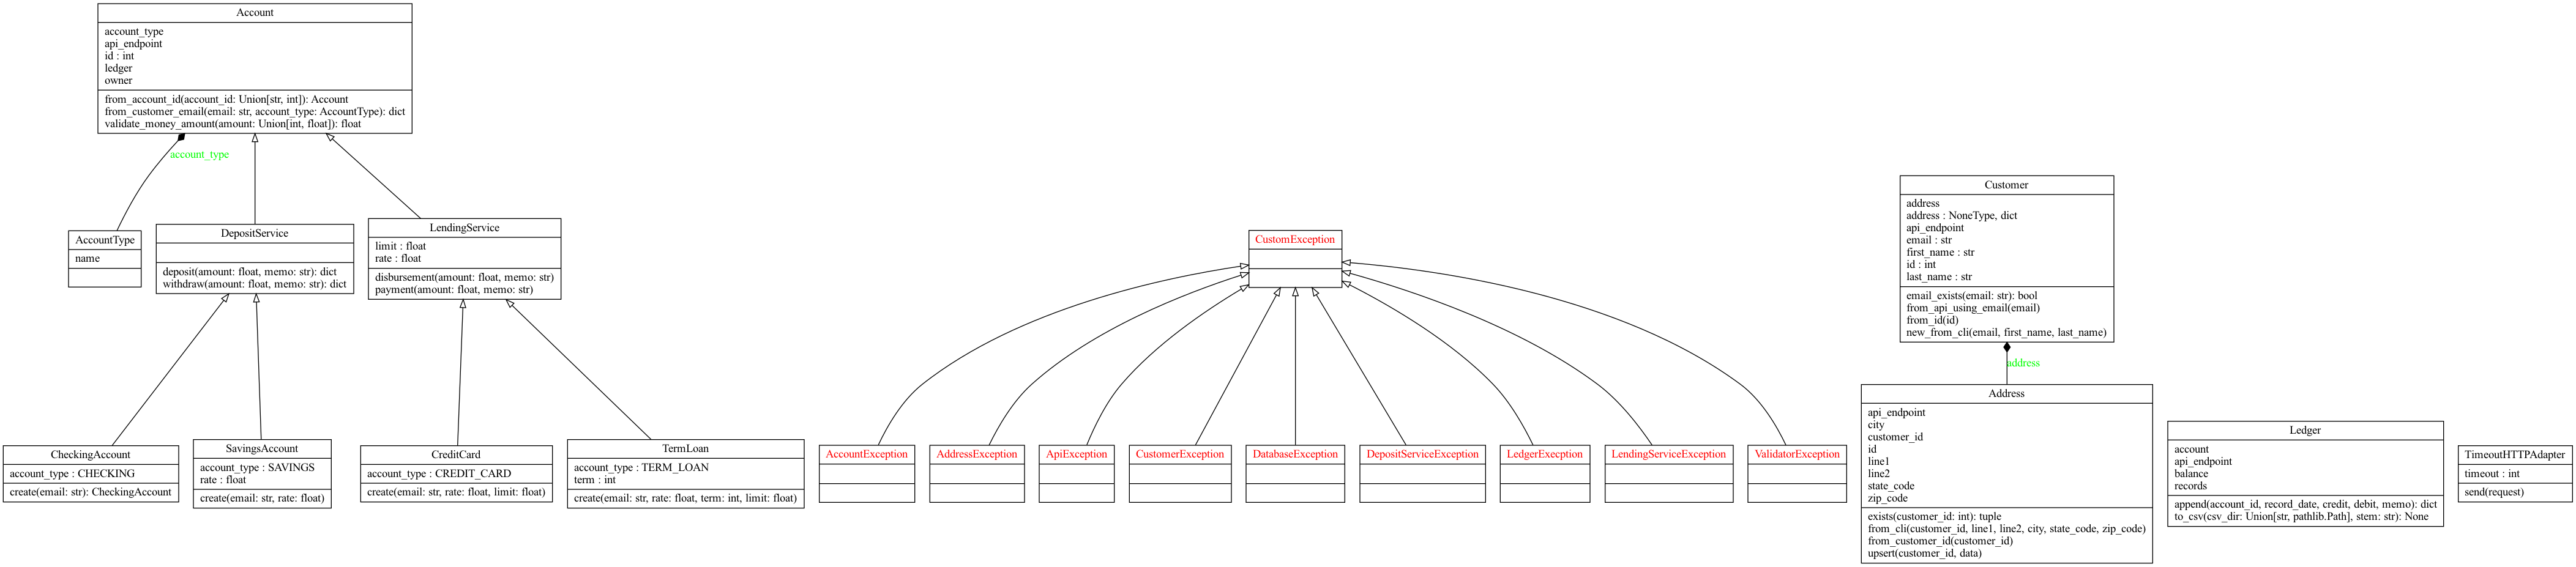 Account
account_type
api_endpoint
id : int
ledger
owner
from_account_id(account_id: Union[str, int]): Account
from_customer_email(email: str, account_type: AccountType): dict
validate_money_amount(amount: Union[int, float]): float
account_type
AccountType
name
DepositService
deposit(amount: float, memo: str): dict
withdraw(amount: float, memo: str): dict
LendingService
limit : float
rate : float
disbursement(amount: float, memo: str)
payment(amount: float, memo: str)
CheckingAccount
account_type : CHECKING
create(email: str): CheckingAccount
SavingsAccount
account_type : SAVINGS
rate : float
create(email: str, rate: float)
CreditCard
account_type : CREDIT_CARD
create(email: str, rate: float, limit: float)
TermLoan
account_type : TERM_LOAN
term : int
create(email: str, rate: float, term: int, limit: float)
CustomException
AccountException
AddressException
ApiException
CustomerException
DatabaseException
DepositServiceException
LedgerException
LendingServiceException
ValidatorException
Customer
address
address : NoneType, dict
api_endpoint
email : str
first_name : str
id : int
last_name : str
email_exists(email: str): bool
from_api_using_email(email)
from_id(id)
new_from_cli(email, first_name, last_name)
address
Address
api_endpoint
city
customer_id
id
line1
line2
state_code
zip_code
exists(customer_id: int): tuple
from_cli(customer_id, line1, line2, city, state_code, zip_code)
from_customer_id(customer_id)
upsert(customer_id, data)
Ledger
account
api_endpoint
balance
records
append(account_id, record_date, credit, debit, memo): dict
to_csv(csv_dir: Union[str, pathlib.Path], stem: str): None
TimeoutHTTPAdapter
timeout : int
send(request)